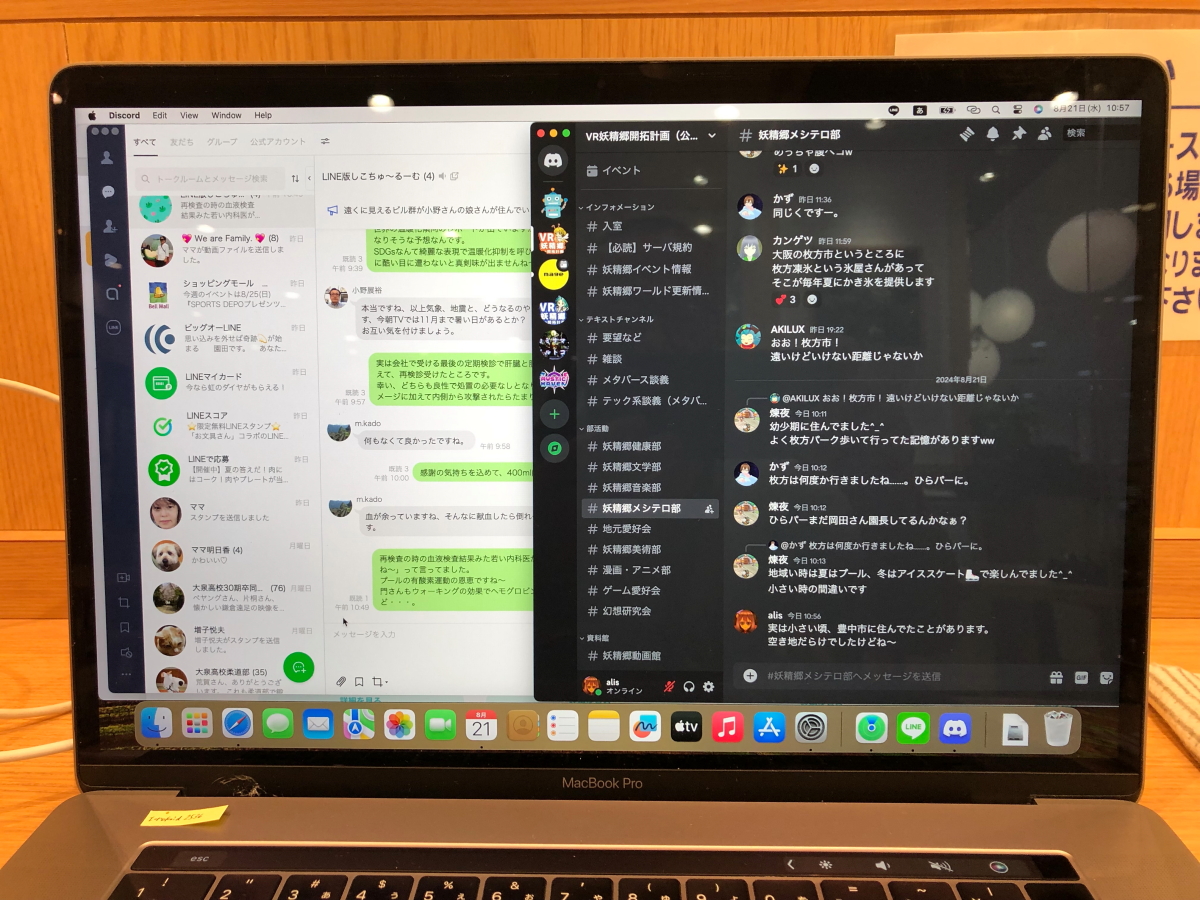 Discord Edit View Window Help
8月21日(水) 10:57
すべて 友だち グループ 公式アカウント
トークルームとメッセージ検索
再検査の時の血液検査
結果みた若い内科医が...
💖 We are Family. 💖 (8) 昨日
ママが動画ファイルを送信しま
した。
ショッピングモール ... 昨日
今週のイベントは8/25(日)
「SPORTS DEPOプレゼンツ...
ビッグオーLINE 昨日
思い込みを外せば奇跡💫が始
まる 園田です。 あなた...
LINEマイカード 昨日
今なら虹のダイヤがもらえる！
LINEスコア 昨日
⭐限定無料LINEスタンプ⭐
「お文具さん」コラボのLINE...
LINEで応募 昨日
【開催中】夏の答えだ！肉に
はコーク！肉やプレートが当...
ママ 昨日
スタンプを送信しました
ママ明日香 (4) 月曜日
かわいい♡
大泉高校30期卒同... (76) 月曜日
ペヤングさん、片桐さん、
懐かしい鎌倉遠足の映像を...
増子悦夫 月曜日
増子悦夫がスタンプを送信
しました。
大泉高校柔道部 (35)
気賀さん、ありがとうござ
LINE版しこちゅ〜るーむ (4)
遠くに見えるビル群が小野さんの娘さんが住んでい
なりそうな予想なんです。
SDGsなんて綺麗な表現で温暖化抑制を呼び
に酷い目に遭わないと真剣味が出ませんね~
既読 3
午前 9:39
小野展裕
本当ですね、以上気象、地震と、どうなるのや
す、今朝TVでは11月まで暑い日があるとか？
お互い気を付けましょう。
実は会社で受ける最後の定期検診で肝臓と
えて、再検診受けたところです。
幸い、どちらも良性で処置の必要なしとな
メージに加えて内側から攻撃されたらたまり
既読 3
午前 9:57
m.kado
何もなくて良かったですね。
午前 9:58
既読 3
午前 10:00
感謝の気持ちを込めて、400ml
m.kado
血が余っていますね、そんなに献血したら倒れ
す。
再検査の時の血液検査結果みた若い内科医
ね〜」って言ってました。
プールの有酸素運動の恩恵ですね〜
門さんもウォーキングの効果でヘモグロビ
ど・・・。
既読 1
午前 10:49
メッセージを入力
VR妖精郷開拓計画（公...
イベント
インフォメーション
# 入室
# 【必読】サーバ規約
# 妖精郷イベント情報
# 妖精郷ワールド更新情...
テキストチャンネル
# 要望など
# 雑談
# メタバース談義
# テック系談義（メタバ...
部活動
# 妖精郷健康部
# 妖精郷文学部
# 妖精郷音楽部
# 妖精郷メシテロ部
# 地元愛好会
# 妖精郷美術部
# 漫画・アニメ部
# ゲーム愛好会
# 幻想研究会
資料館
# 妖精郷動画館
alis
オンライン
# 妖精郷メシテロ部
検索
めっちゃ腹ペコw
✨ 1
かず 昨日 11:36
同じくですー。
カンゲツ 昨日 11:59
大阪の枚方市というところに
枚方凍氷という氷屋さんがあって
そこが毎年夏にかき氷を提供します
💕 3
AKILUX 昨日 19:22
おお！枚方市！
遠いけどいけない距離じゃないか
2024年8月21日
@AKILUX おお！枚方市！ 遠いけどいけない距離じゃないか
煉夜 今日 10:11
幼少期に住んでました^_^
よく枚方パーク歩いて行ってた記憶がありますww
かず 今日 10:12
枚方は何度か行きましたね......。ひらパーに。
煉夜 今日 10:12
ひらパーまだ岡田さん園長してるんかなぁ？
@かず 枚方は何度か行きましたね......。ひらパーに。
煉夜 今日 10:13
地域い時は夏はプール、冬はアイススケート⛸で楽しんでました^_^
小さい時の間違いです
alis 今日 10:56
実は小さい頃、豊中市に住んでたことがあります。
空き地だらけでしたけどね〜
#妖精郷メシテロ部へメッセージを送信
8月
21
tv
LINE
MacBook Pro
esc